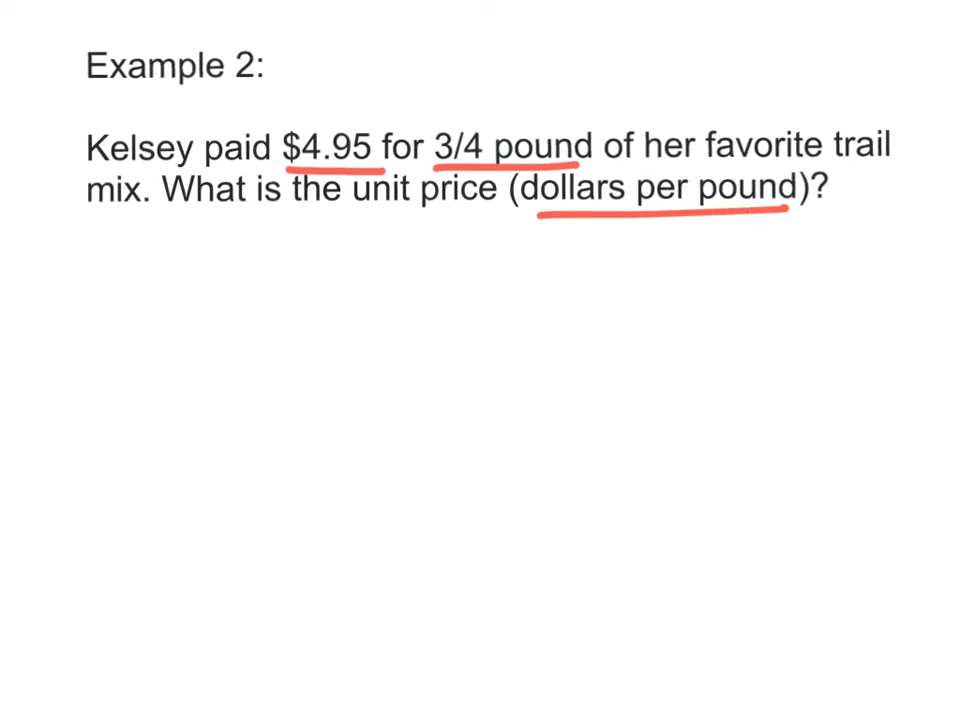 Example 2:
Kelsey paid $4.95 for 3/4 pound of her favorite trail
mix. What is the unit price (dollars per pound)?